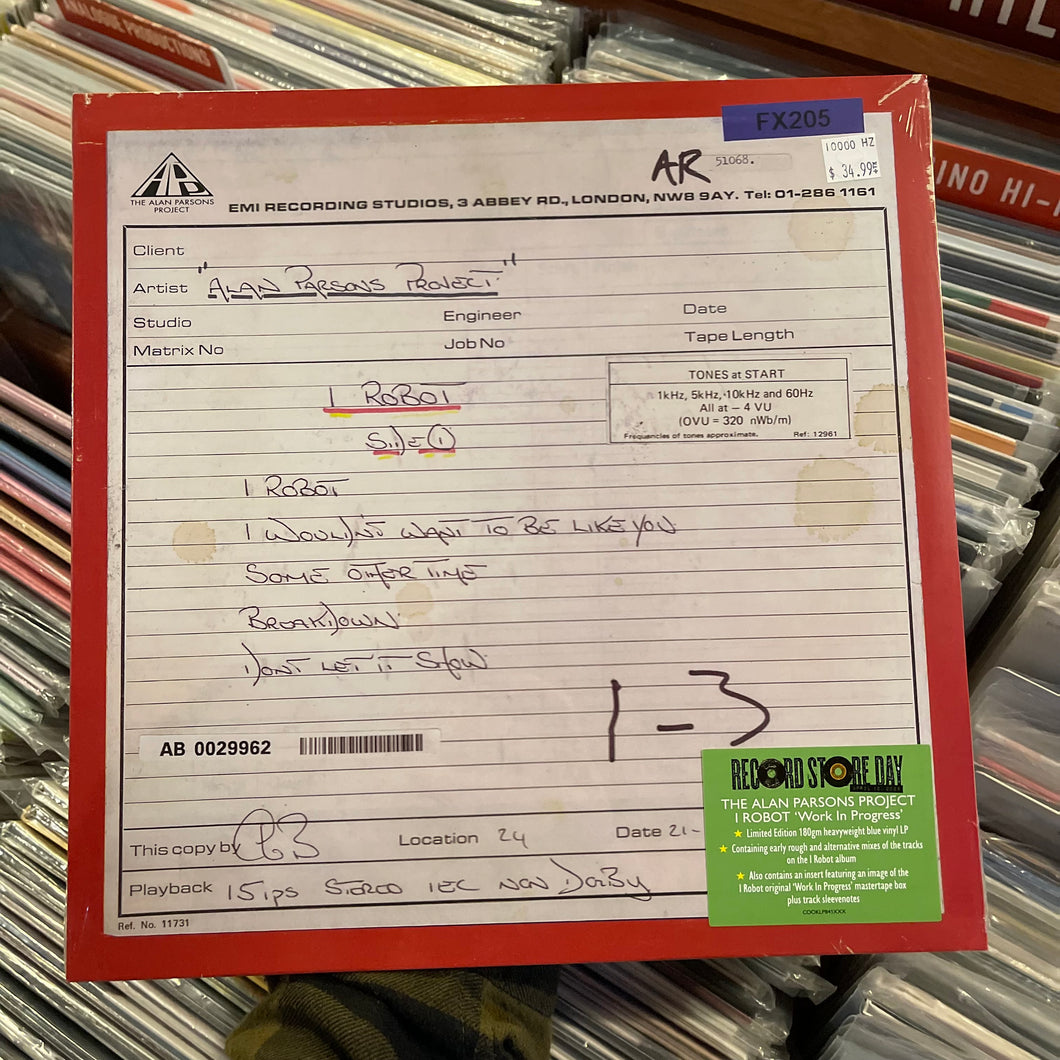 ANALOGUE PRODUCTIONS
INO HI-
FX205
10000 HZ
$ 34.99
AR 51068.
THE ALAN PARSONS
PROJECT
EMI RECORDING STUDIOS, 3 ABBEY RD., LONDON, NW8 9AY. Tel: 01-286 1161
Client
Artist "ALAN PARSONS PROJECT"
Studio Engineer Date
Matrix No Job No Tape Length
TONES at START
1kHz, 5kHz, 10kHz and 60Hz
All at – 4 VU
(OVU = 320 nWb/m)
Frequencies of tones approximate. Ref: 12961
I ROBOT
SIDE 1
I ROBOT
I WOULDN'T WANT TO BE LIKE YOU
SOME OTHER TIME
BREAKDOWN
DONT LET IT SHOW
1-3
AB 0029962
This copy by Location 24 Date 21-
Playback 15ips STEREO IEC NON DOLBY
Ref. No. 11731
RECORD STORE DAY
THE ALAN PARSONS PROJECT
I ROBOT 'Work In Progress'
★ Limited Edition 180gm heavyweight blue vinyl LP
★ Containing early rough and alternative mixes of the tracks
on the I Robot album
★ Also contains an insert featuring an image of the
I Robot original 'Work In Progress' mastertape box
plus track sleevenotes